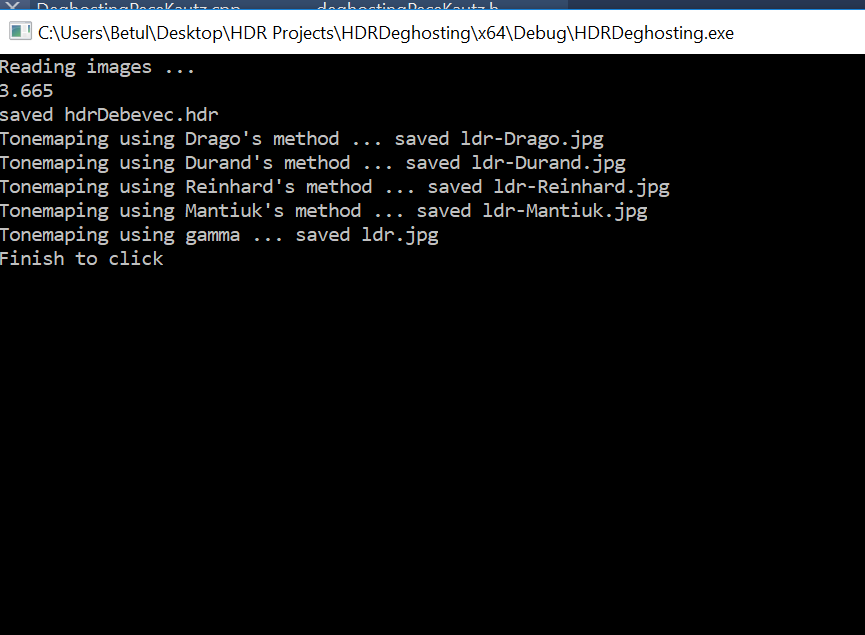 DeghostingPeceKautz.cpp deghostingPeceKautz.h
C:\Users\Betul\Desktop\HDR Projects\HDRDeghosting\x64\Debug\HDRDeghosting.exe
Reading images ...
3.665
saved hdrDebevec.hdr
Tonemaping using Drago's method ... saved ldr-Drago.jpg
Tonemaping using Durand's method ... saved ldr-Durand.jpg
Tonemaping using Reinhard's method ... saved ldr-Reinhard.jpg
Tonemaping using Mantiuk's method ... saved ldr-Mantiuk.jpg
Tonemaping using gamma ... saved ldr.jpg
Finish to click